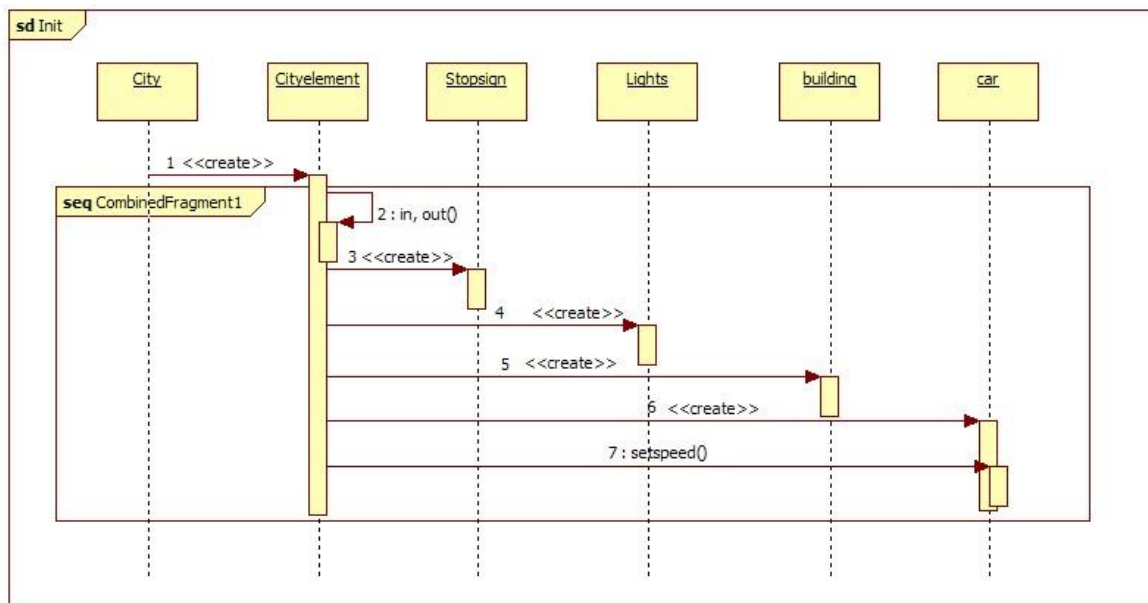 sd Init
City
Cityelement
Stopsign
Lights
building
car
1 <<create>>
seq CombinedFragment1
2 : in, out()
3 <<create>>
4 <<create>>
5 <<create>>
6 <<create>>
7 : setspeed()